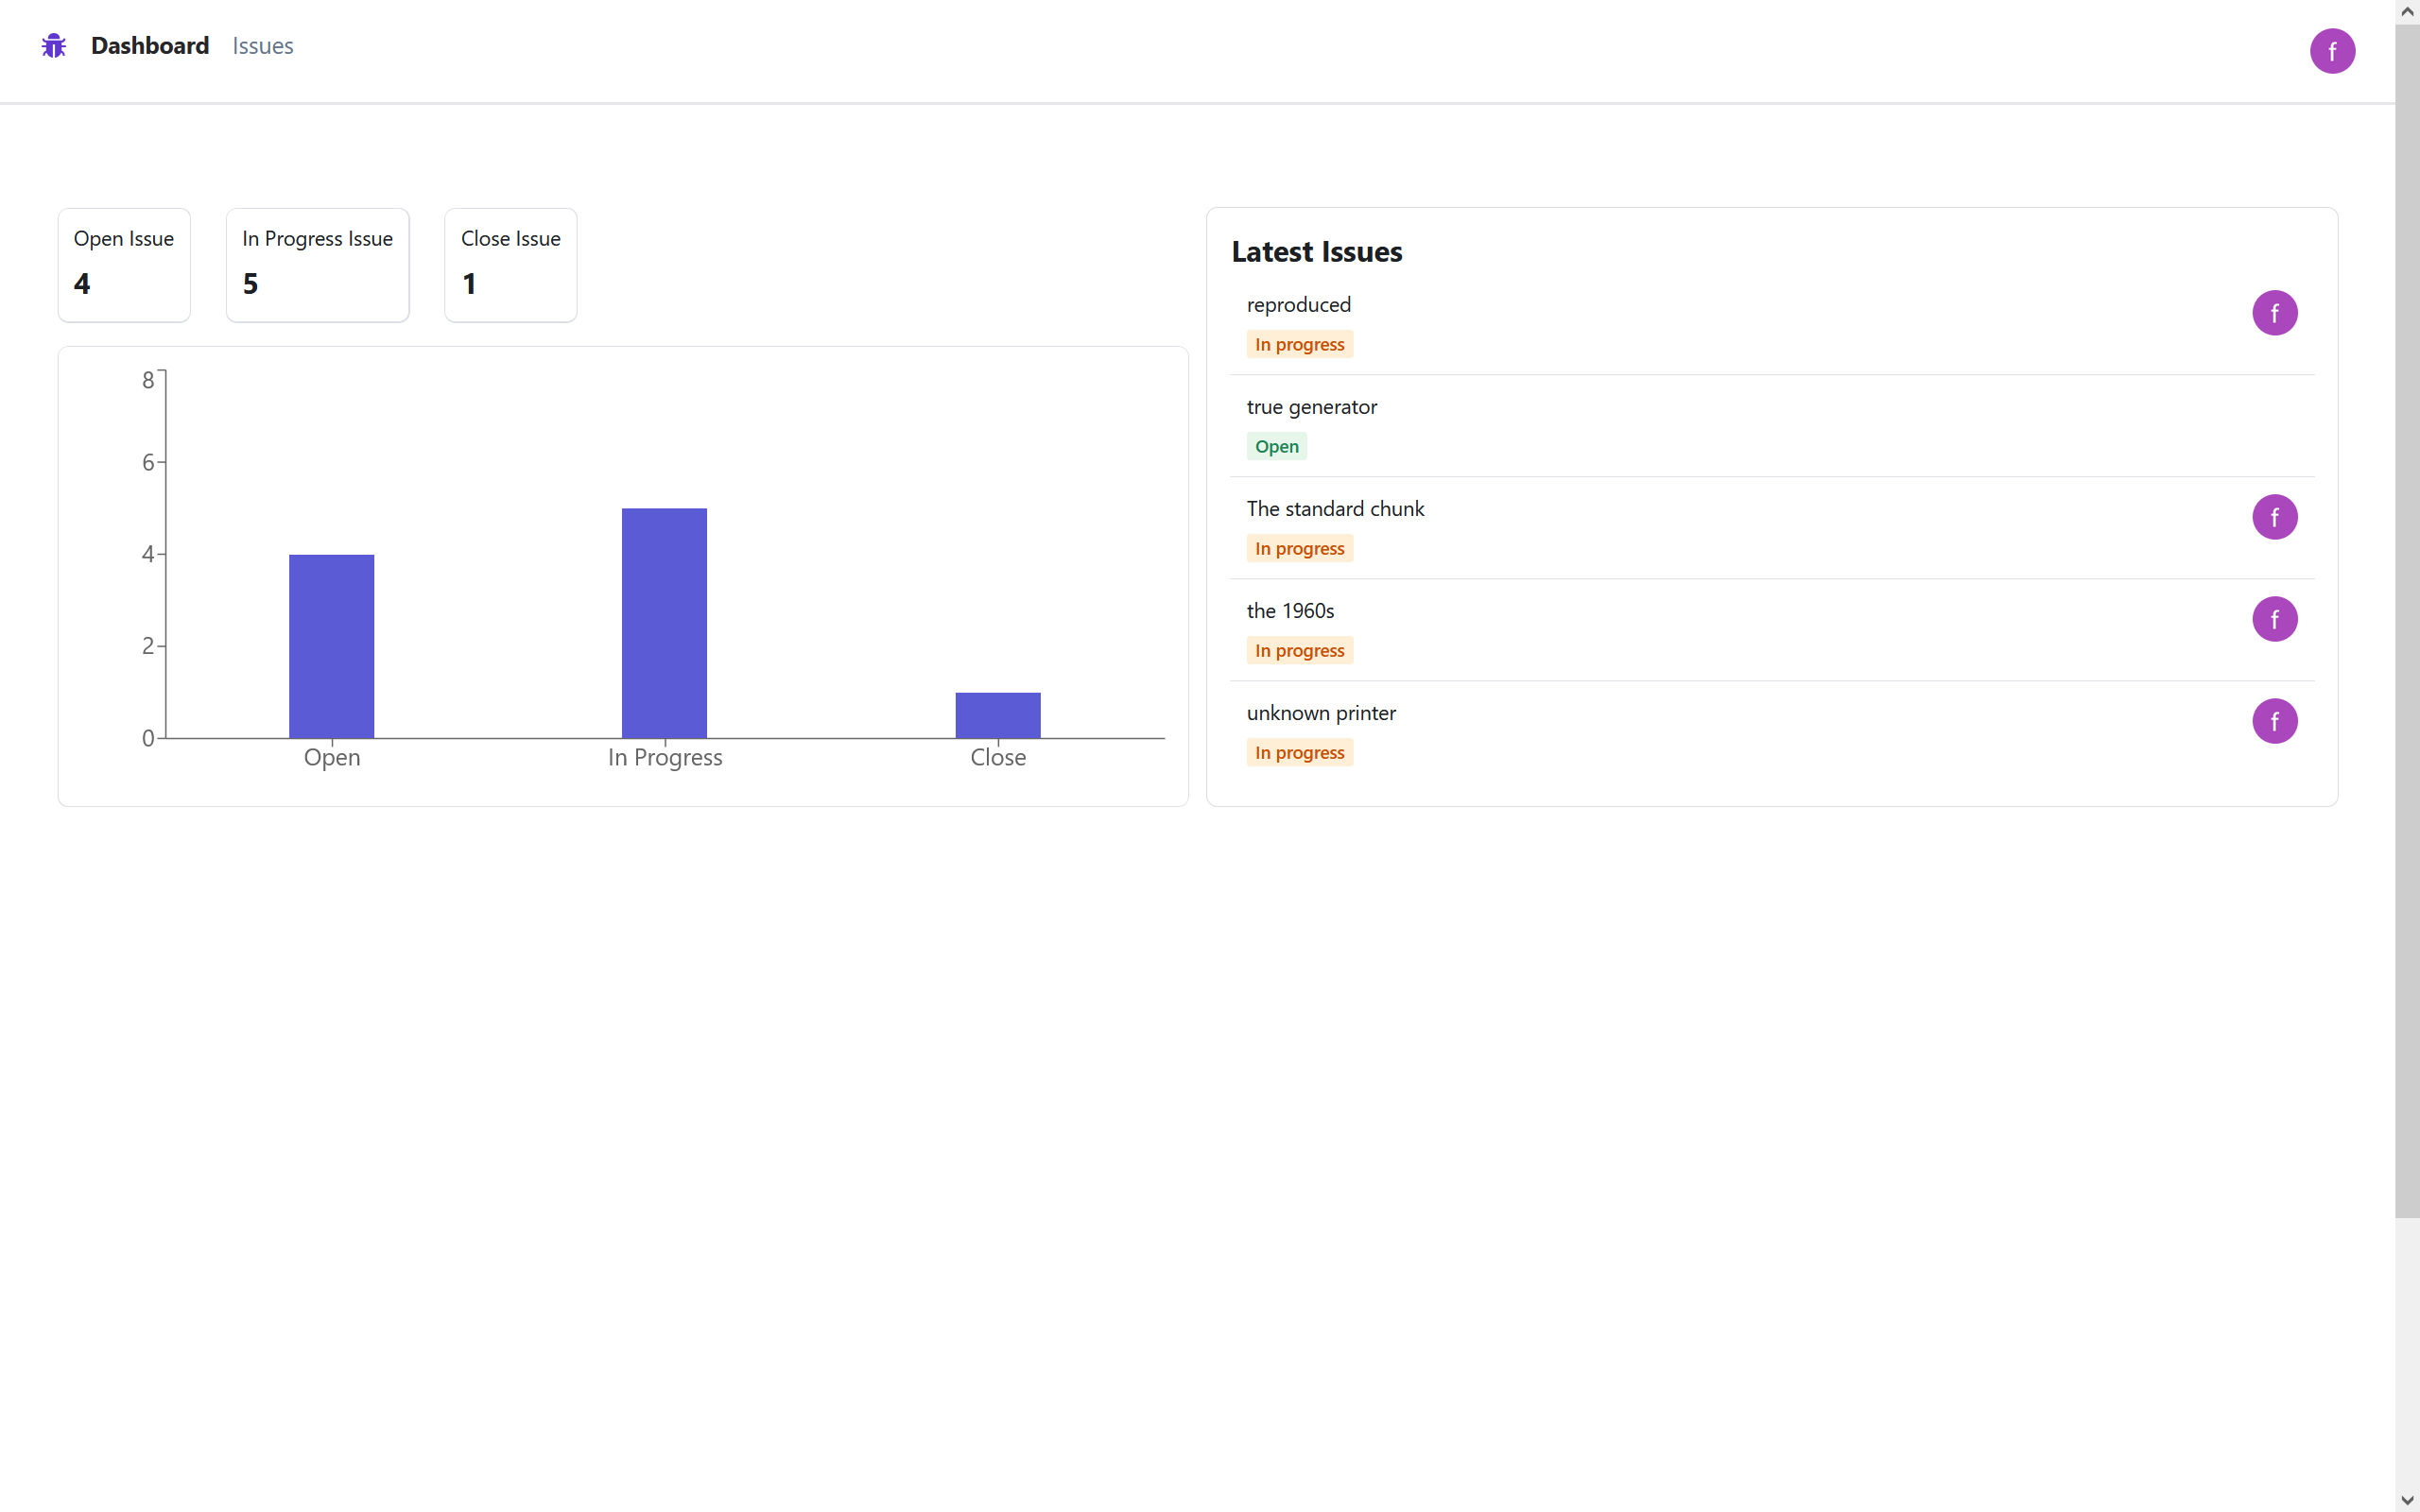 Dashboard Issues
f
Open Issue
4
In Progress Issue
5
Close Issue
1
8
6
4
2
0
Open
In Progress
Close
Latest Issues
reproduced
f
In progress
true generator
Open
The standard chunk
f
In progress
the 1960s
f
In progress
unknown printer
f
In progress